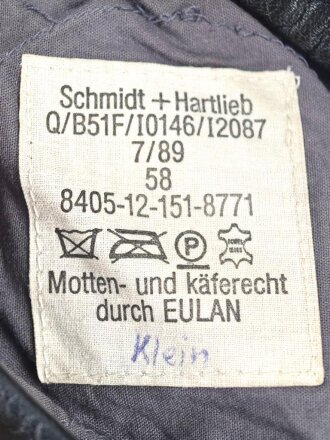 Schmidt + Hartlieb
Q/B51F/I0146/I2087
7/89
58
8405-12-151-8771
P
Motten- und käferecht
durch EULAN
Klein